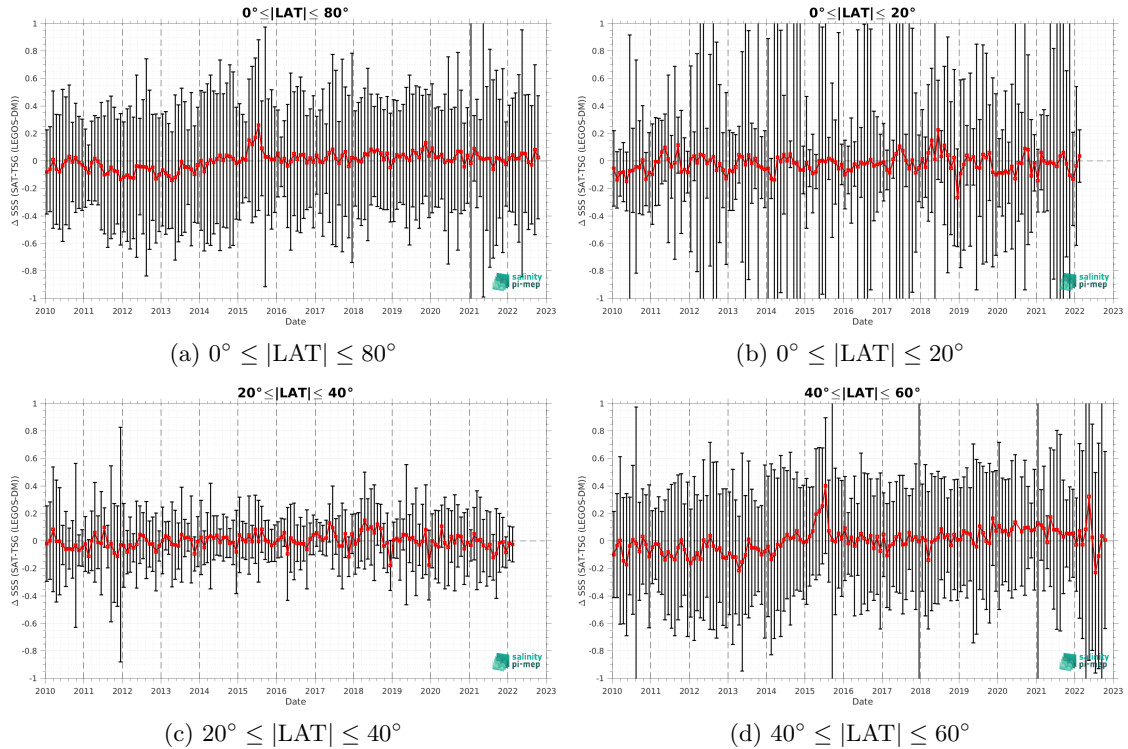 0°≤|LAT|≤ 80°
1
0.8
0.6
0.4
0.2
0
-0.2
-0.4
-0.6
-0.8
-1
Δ SSS (SAT-TSG (LEGOS-DM))
salinity
pi-mep
2010 2011 2012 2013 2014 2015 2016 2017 2018 2019 2020 2021 2022 2023
Date
(a) 0° ≤ |LAT| ≤ 80°
0°≤|LAT|≤ 20°
1
0.8
0.6
0.4
0.2
0
-0.2
-0.4
-0.6
-0.8
-1
Δ SSS (SAT-TSG (LEGOS-DM))
salinity
pi-mep
2010 2011 2012 2013 2014 2015 2016 2017 2018 2019 2020 2021 2022 2023
Date
(b) 0° ≤ |LAT| ≤ 20°
20°≤|LAT|≤ 40°
1
0.8
0.6
0.4
0.2
0
-0.2
-0.4
-0.6
-0.8
-1
Δ SSS (SAT-TSG (LEGOS-DM))
salinity
pi-mep
2010 2011 2012 2013 2014 2015 2016 2017 2018 2019 2020 2021 2022 2023
Date
(c) 20° ≤ |LAT| ≤ 40°
40°≤|LAT|≤ 60°
1
0.8
0.6
0.4
0.2
0
-0.2
-0.4
-0.6
-0.8
-1
Δ SSS (SAT-TSG (LEGOS-DM))
salinity
pi-mep
2010 2011 2012 2013 2014 2015 2016 2017 2018 2019 2020 2021 2022 2023
Date
(d) 40° ≤ |LAT| ≤ 60°